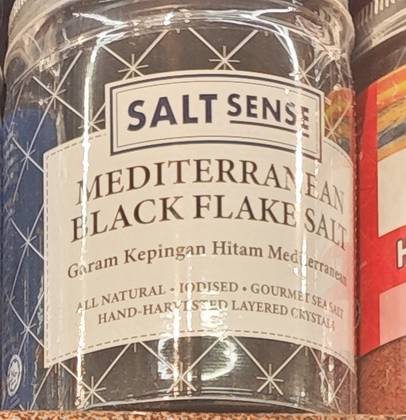 SALT SENSE
MEDITERRANEAN
BLACK FLAKE SALT
Garam Kepingan Hitam Mediterranean
ALL NATURAL • IODISED • GOURMET SEA SALT
HAND-HARVESTED LAYERED CRYSTALS
H